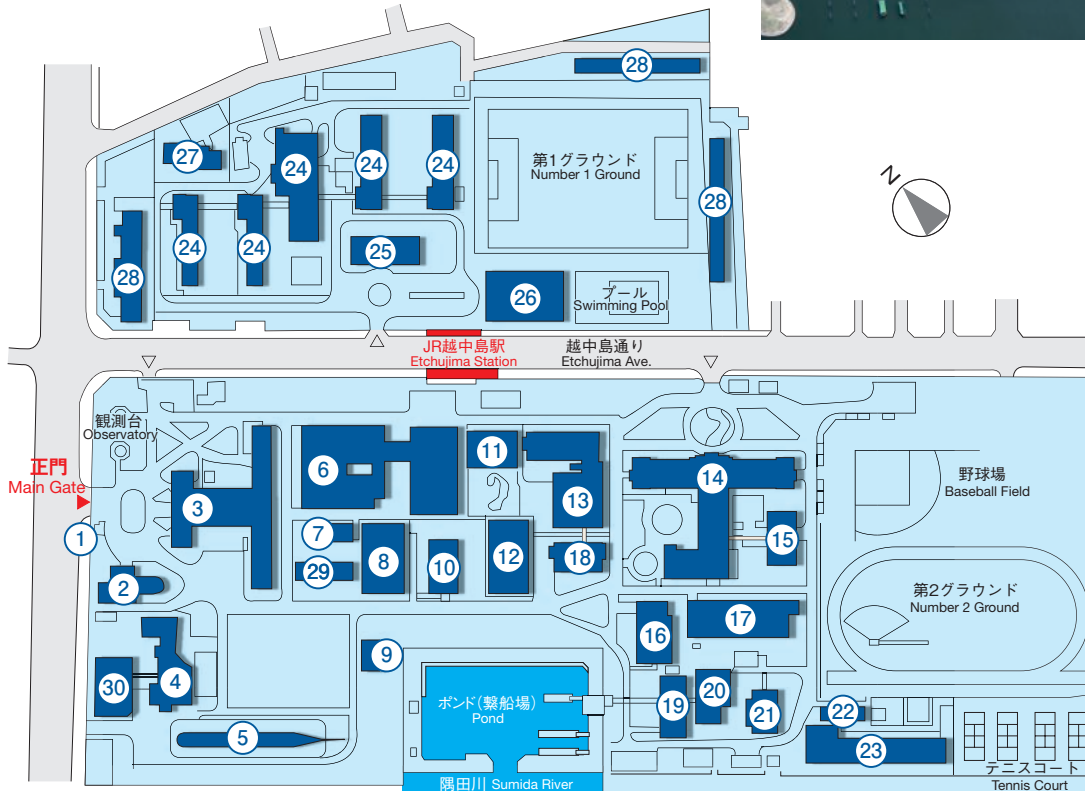 28
27
24
24
24
第1グラウンド
Number 1 Ground
N
28
24
24
25
28
26
プール
Swimming Pool
JR越中島駅
Etchujima Station
越中島通り
Etchujima Ave.
観測台
Observatory
正門
Main Gate
1
2
3
6
11
13
14
野球場
Baseball Field
7
8
29
10
12
18
15
第2グラウンド
Number 2 Ground
16
17
9
30
4
5
ポンド(繋船場)
Pond
19
20
21
22
23
テニスコート
Tennis Court
隅田川 Sumida River